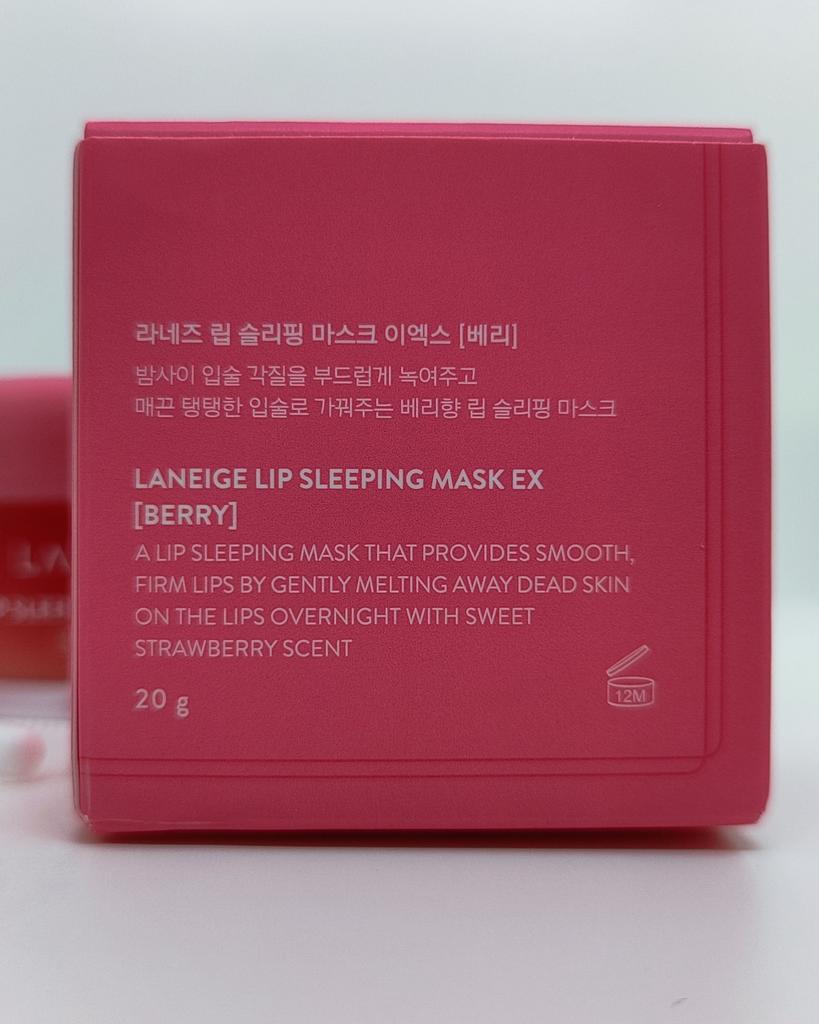 라네즈 립 슬리핑 마스크 이엑스 [베리]
밤사이 입술 각질을 부드럽게 녹여주고
매끈 탱탱한 입술로 가꿔주는 베리향 립 슬리핑 마스크
LANEIGE LIP SLEEPING MASK EX
[BERRY]
A LIP SLEEPING MASK THAT PROVIDES SMOOTH,
FIRM LIPS BY GENTLY MELTING AWAY DEAD SKIN
ON THE LIPS OVERNIGHT WITH SWEET
STRAWBERRY SCENT
20 g
12M